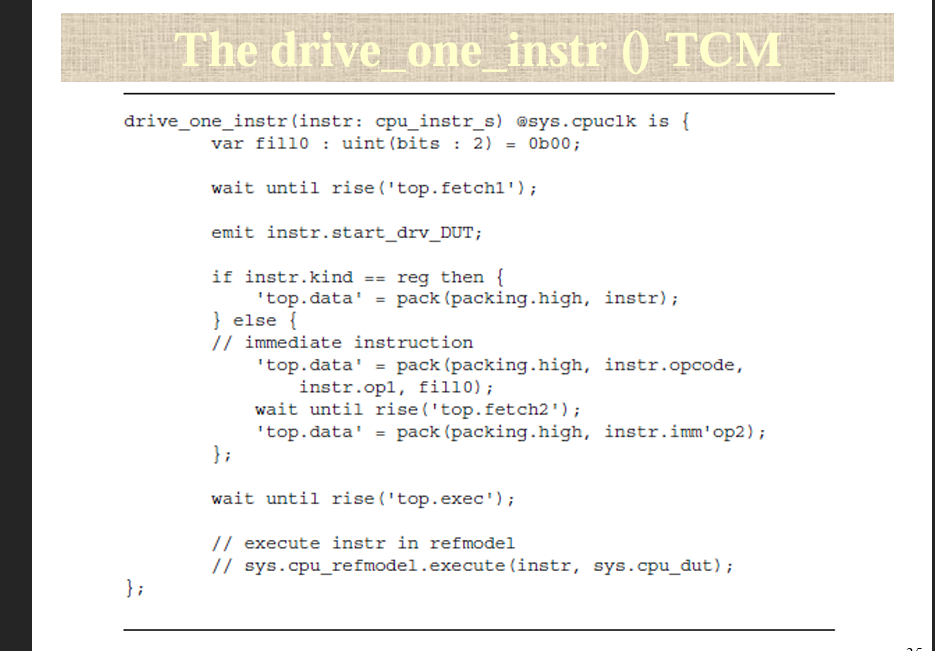 The drive_one_instr () TCM
drive_one_instr(instr: cpu_instr_s) @sys.cpuclk is {
var fill0 : uint(bits : 2) = 0b00;
wait until rise('top.fetch1');
emit instr.start_drv_DUT;
if instr.kind == reg then {
'top.data' = pack(packing.high, instr);
} else {
// immediate instruction
'top.data' = pack(packing.high, instr.opcode,
instr.op1, fill0);
wait until rise('top.fetch2');
'top.data' = pack(packing.high, instr.imm'op2);
};
wait until rise('top.exec');
// execute instr in refmodel
// sys.cpu_refmodel.execute(instr, sys.cpu_dut);
};